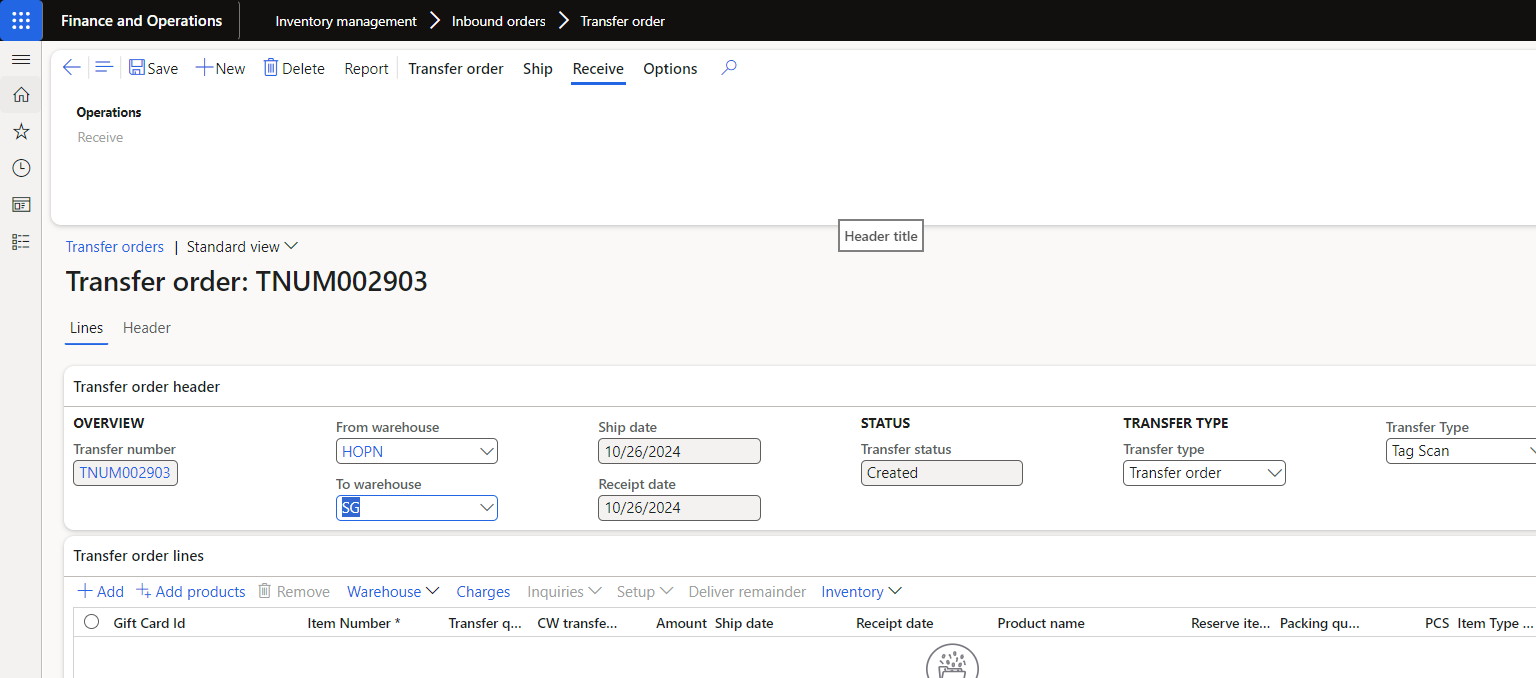 Finance and Operations
Inventory management Inbound orders Transfer order
Save New Delete Report Transfer order Ship Receive Options
Operations
Receive
Header title
Transfer orders | Standard view
Transfer order: TNUM002903
Lines Header
Transfer order header
OVERVIEW
Transfer number
TNUM002903
From warehouse
HOPN
To warehouse
SG
Ship date
10/26/2024
Receipt date
10/26/2024
STATUS
Transfer status
Created
TRANSFER TYPE
Transfer type
Transfer order
Transfer Type
Tag Scan
Transfer order lines
Add Add products Remove Warehouse Charges Inquiries Setup Deliver remainder Inventory
Gift Card Id Item Number * Transfer q... CW transfe... Amount Ship date Receipt date Product name Reserve ite... Packing qu... PCS Item Type ...